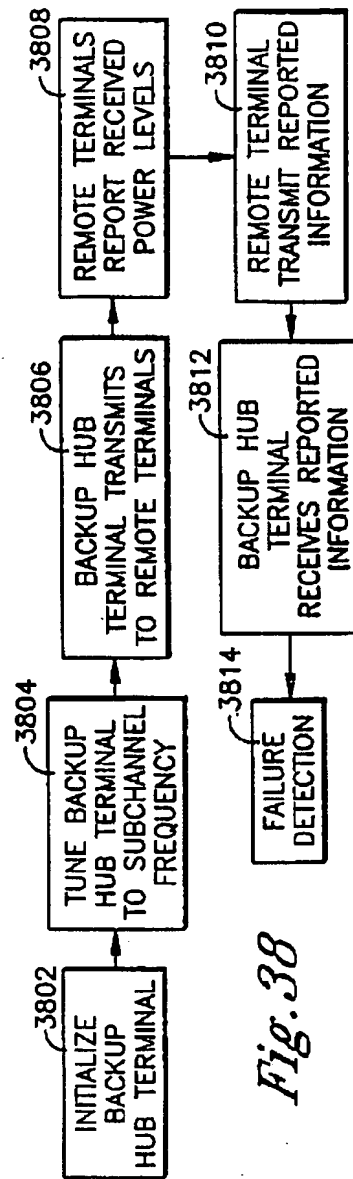 3802
INITIALIZE
BACKUP
HUB TERMINAL
3804
TUNE BACKUP
HUB TERMINAL
TO SUBCHANNEL
FREQUENCY
3806
BACKUP HUB
TERMINAL TRANSMITS
TO REMOTE TERMINALS
3808
REMOTE TERMINALS
REPORT RECEIVED
POWER LEVELS
3810
REMOTE TERMINAL
TRANSMIT REPORTED
INFORMATION
3812
BACKUP HUB
TERMINAL
RECEIVES REPORTED
INFORMATION
3814
FAILURE
DETECTION
Fig. 38